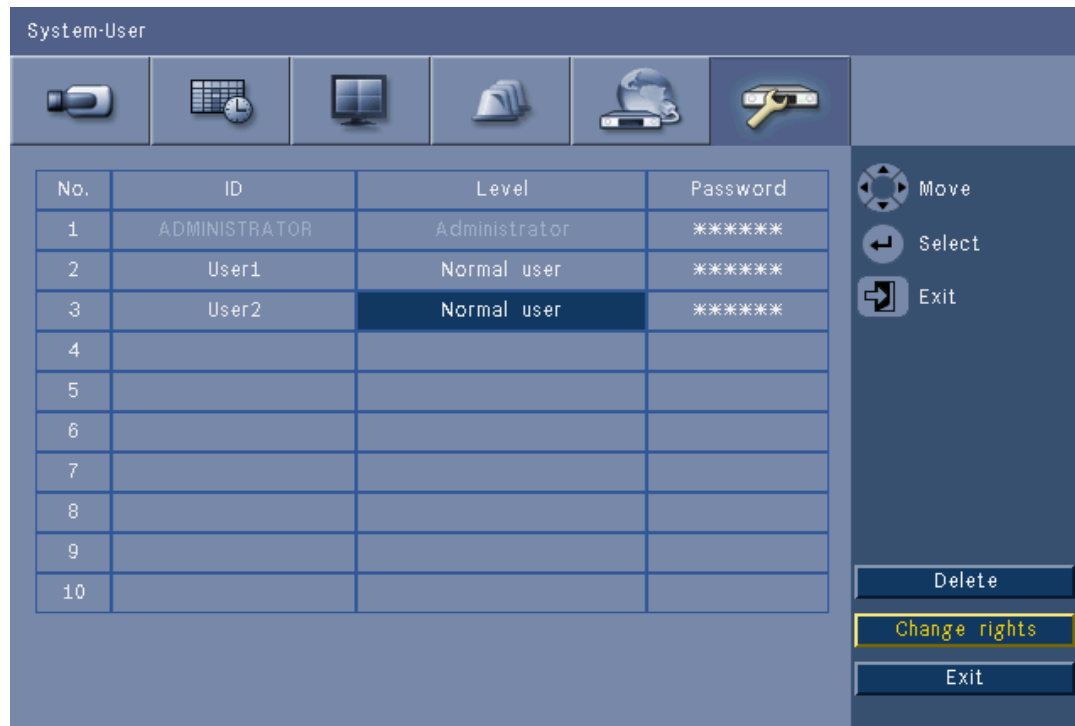 System-User
No. ID Level Password
1 ADMINISTRATOR Administrator ******
2 User1 Normal user ******
3 User2 Normal user ******
4
5
6
7
8
9
10
Move
Select
Exit
Delete
Change rights
Exit